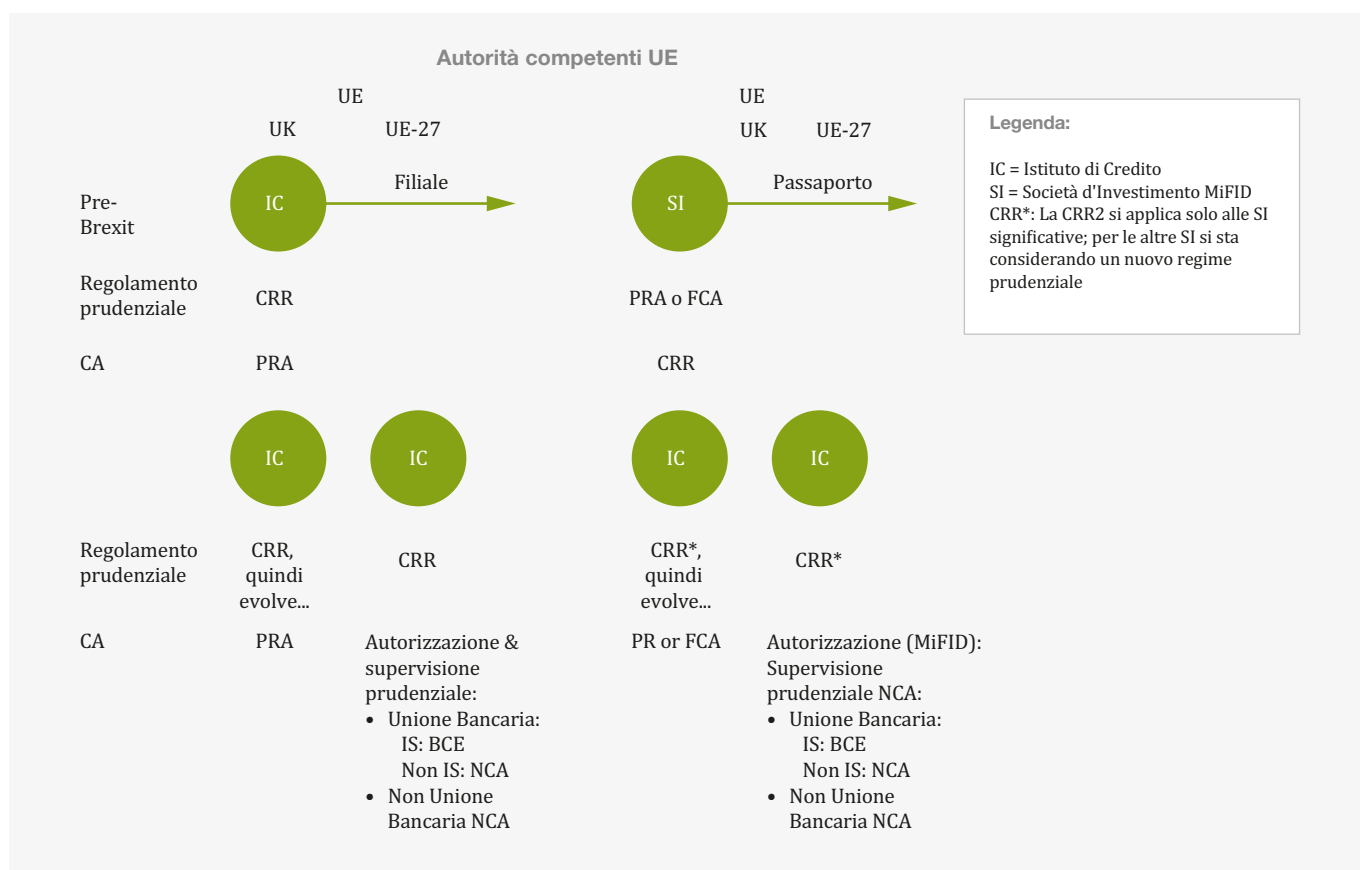 Autorità competenti UE
UE
UE
UK
UE-27
UK
UE-27
Pre-
Brexit
IC
Filiale
SI
Passaporto
Regolamento
prudenziale
CRR
PRA o FCA
CA
PRA
CRR
IC
IC
IC
IC
Regolamento
prudenziale
CRR,
quindi
evolve...
CRR
CRR*,
quindi
evolve...
CRR*
CA
PRA
Autorizzazione &
supervisione
prudenziale:
• Unione Bancaria:
IS: BCE
Non IS: NCA
• Non Unione
Bancaria NCA
PR or FCA
Autorizzazione (MiFID):
Supervisione
prudenziale NCA:
• Unione Bancaria:
IS: BCE
Non IS: NCA
• Non Unione
Bancaria NCA
Legenda:
IC = Istituto di Credito
SI = Società d'Investimento MiFID
CRR*: La CRR2 si applica solo alle SI
significative; per le altre SI si sta
considerando un nuovo regime
prudenziale